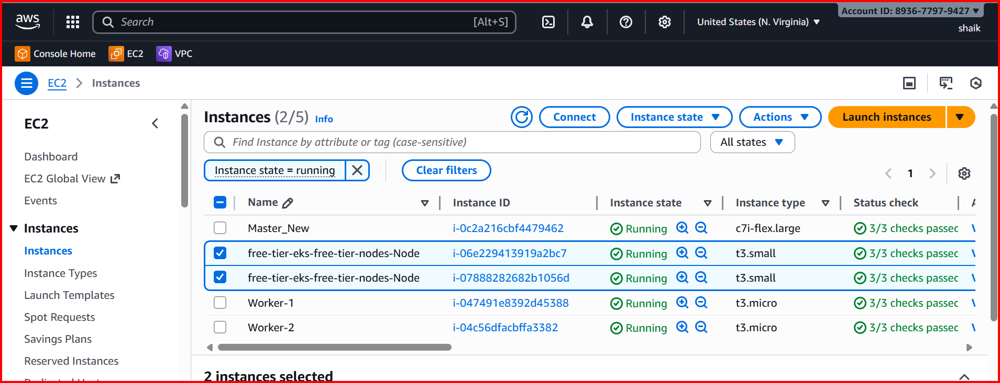 aws
Search [Alt+S]
United States (N. Virginia)
Account ID: 8936-7797-9427
shaik
Console Home EC2 VPC
EC2 > Instances
EC2
Dashboard
EC2 Global View
Events
Instances
Instances
Instance Types
Launch Templates
Spot Requests
Savings Plans
Reserved Instances
Instances (2/5) Info
Connect Instance state Actions Launch instances
Find Instance by attribute or tag (case-sensitive) All states
Instance state = running Clear filters
1
Name Instance ID Instance state Instance type Status check
Master_New i-0c2a216cbf4479462 Running c7i-flex.large 3/3 checks passed
free-tier-eks-free-tier-nodes-Node i-06e229413919a2bc7 Running t3.small 3/3 checks passed
free-tier-eks-free-tier-nodes-Node i-07888282682b1056d Running t3.small 3/3 checks passed
Worker-1 i-047491e8392d45388 Running t3.micro 3/3 checks passed
Worker-2 i-04c56dfacbffa3382 Running t3.micro 3/3 checks passed
2 instances selected